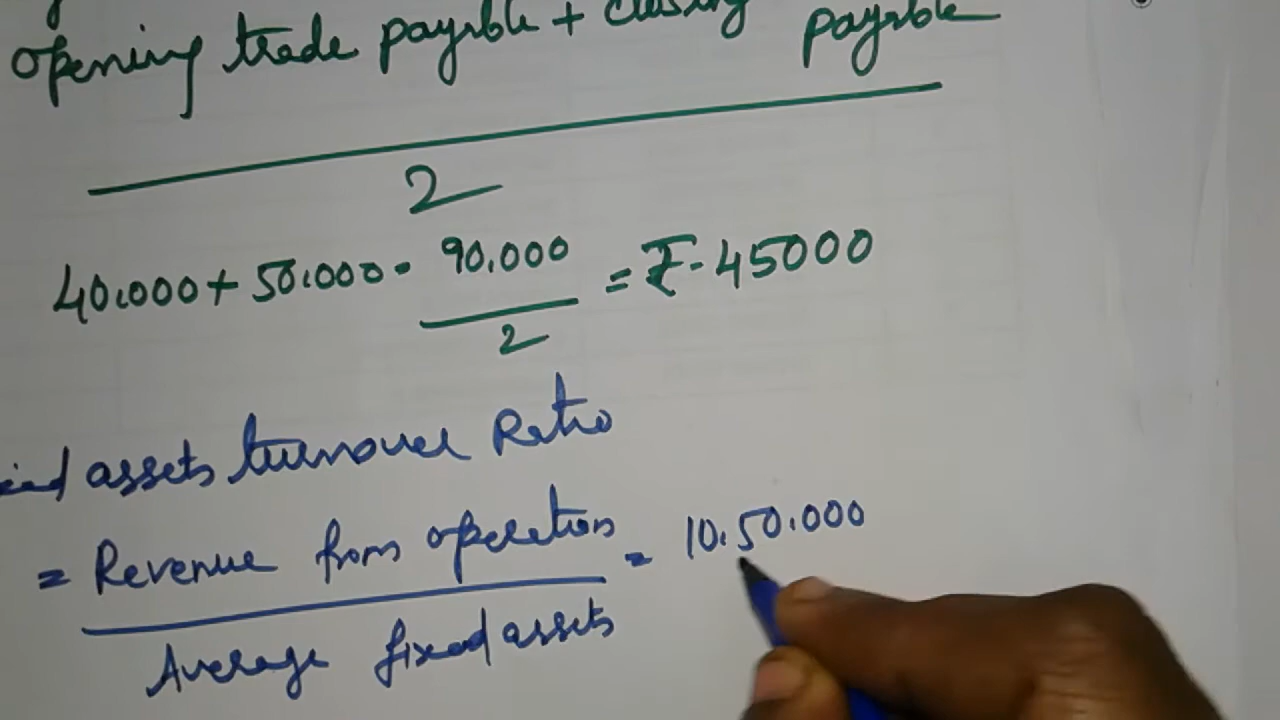 opening trade payable + closing
payable
2
40,000 + 50,000 = 90,000 = ₹. 45000
2
assets turnover Ratio
= Revenue from operation = 10,50,000
Average fixed assets